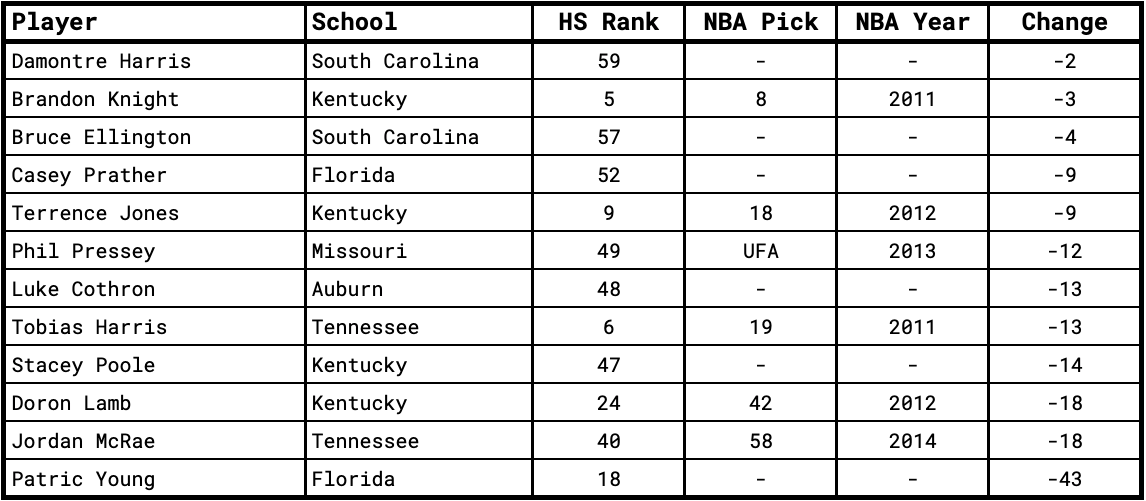 Player School HS Rank NBA Pick NBA Year Change
Damontre Harris South Carolina 59 - - -2
Brandon Knight Kentucky 5 8 2011 -3
Bruce Ellington South Carolina 57 - - -4
Casey Prather Florida 52 - - -9
Terrence Jones Kentucky 9 18 2012 -9
Phil Pressey Missouri 49 UFA 2013 -12
Luke Cothron Auburn 48 - - -13
Tobias Harris Tennessee 6 19 2011 -13
Stacey Poole Kentucky 47 - - -14
Doron Lamb Kentucky 24 42 2012 -18
Jordan McRae Tennessee 40 58 2014 -18
Patric Young Florida 18 - - -43